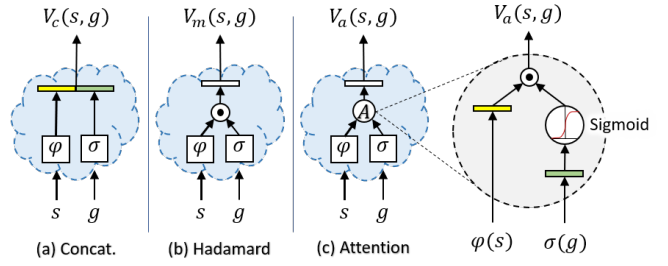 V_c(s, g) V_m(s, g) V_a(s, g) V_a(s, g)
A
Sigmoid
φ σ φ σ φ σ
s g s g s g φ(s) σ(g)
(a) Concat. (b) Hadamard (c) Attention